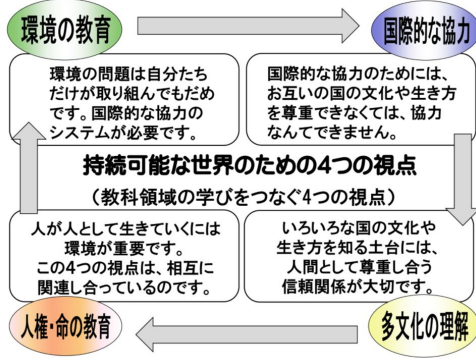 環境の教育
国際的な協力
環境の問題は自分たち
だけが取り組んでもだめ
です。国際的な協力の
システムが必要です。
国際的な協力のためには、
お互いの国の文化や生き方
を尊重できなくては、協力
なんてできません。
持続可能な世界のための4つの視点
（教科領域の学びをつなぐ4つの視点）
人が人として生きていくには
環境が重要です。
この4つの視点は、相互に
関連し合っているのです。
いろいろな国の文化や
生き方を知る土台には、
人間として尊重し合う
信頼関係が大切です。
人権・命の教育
多文化の理解